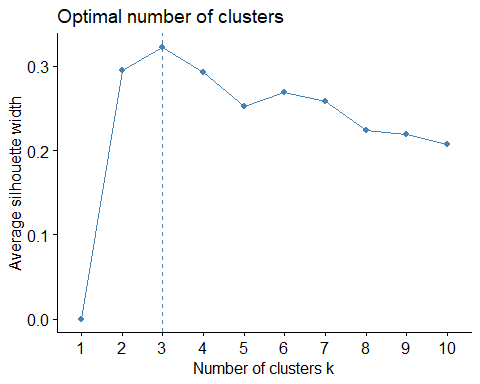 Optimal number of clusters
Average silhouette width
0.3
0.2
0.1
0.0
1 2 3 4 5 6 7 8 9 10
Number of clusters k